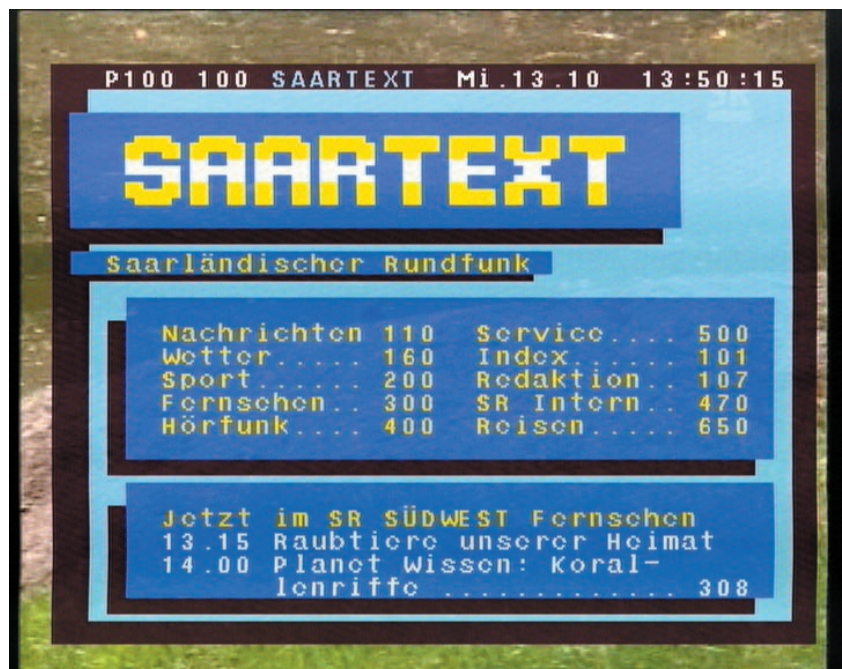 P100 100 SAARTEXT Mi.13.10 13:50:15
SR
SAARTEXT
Saarländischer Rundfunk
Nachrichten 110 Service.... 500
Wetter...... 160 Index...... 101
Sport....... 200 Redaktion.. 107
Fernsehen.. 300 SR Intern.. 470
Hörfunk.... 400 Reisen..... 650
Jetzt im SR SÜDWEST Fernsehen
13.15 Raubtiere unserer Heimat
14.00 Planet Wissen: Koral-
lenriffe ............. 308